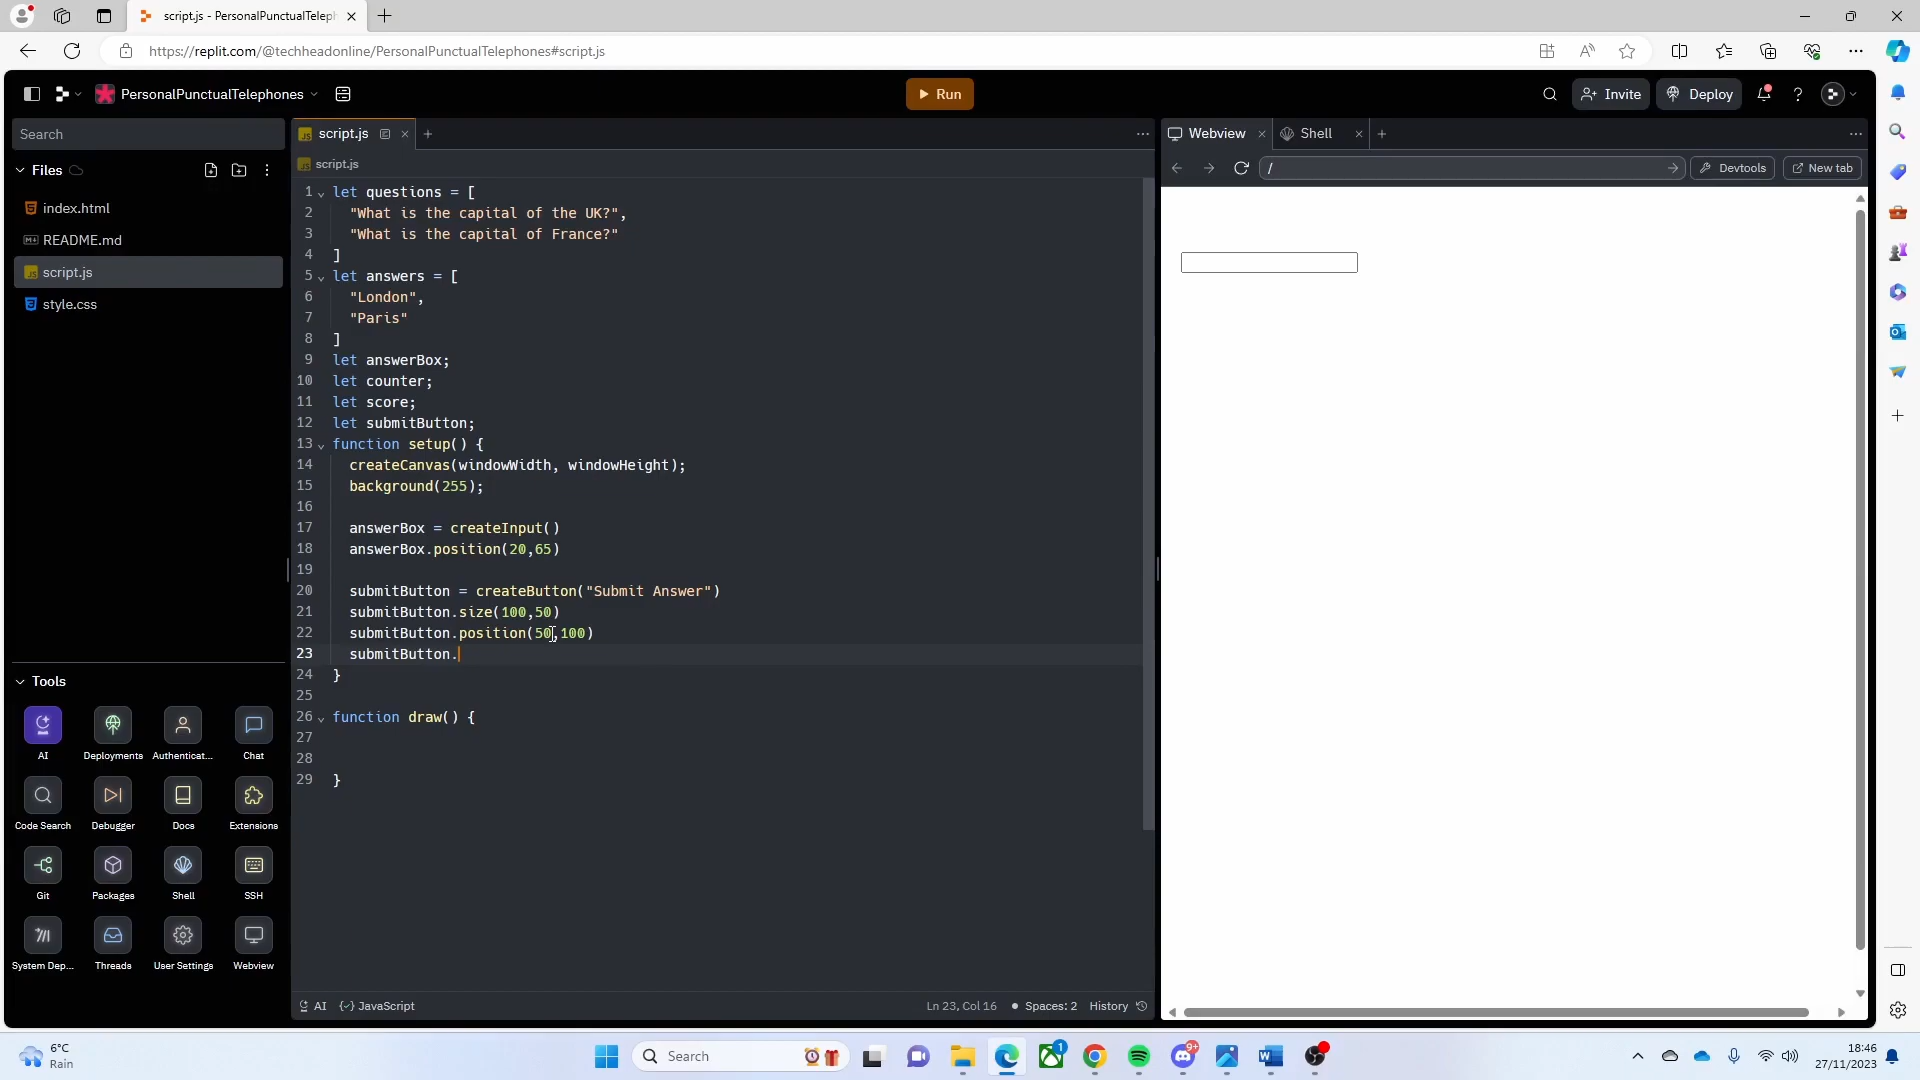 script.js - PersonalPunctualTeleph
https://replit.com/@techheadonline/PersonalPunctualTelephones#script.js
PersonalPunctualTelephones
Run
Invite
Deploy
Search
script.js
Webview
Shell
Files
script.js
/
Devtools
New tab
index.html
README.md
script.js
style.css
1 let questions = [
2 "What is the capital of the UK?",
3 "What is the capital of France?"
4 ]
5 let answers = [
6 "London",
7 "Paris"
8 ]
9 let answerBox;
10 let counter;
11 let score;
12 let submitButton;
13 function setup() {
14 createCanvas(windowWidth, windowHeight);
15 background(255);
16
17 answerBox = createInput()
18 answerBox.position(20,65)
19
20 submitButton = createButton("Submit Answer")
21 submitButton.size(100,50)
22 submitButton.position(50,100)
23 submitButton.
24 }
25
26 function draw() {
27
28
29 }
Tools
AI
Deployments
Authenticat...
Chat
Code Search
Debugger
Docs
Extensions
Git
Packages
Shell
SSH
System Dep...
Threads
User Settings
Webview
AI
JavaScript
Ln 23, Col 16
Spaces: 2
History
6°C
Rain
Search
1
9+
18:46
27/11/2023